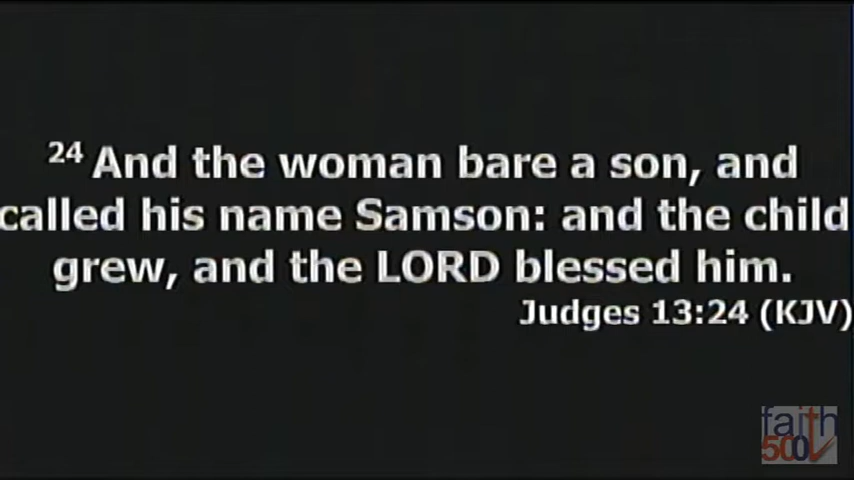 24 And the woman bare a son, and
called his name Samson: and the child
grew, and the LORD blessed him.
Judges 13:24 (KJV)
faith
500